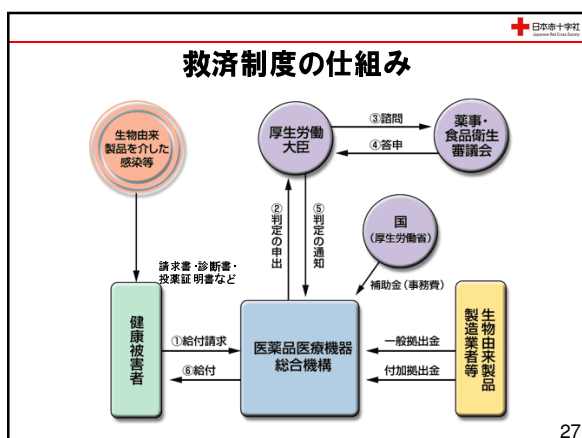 日本赤十字社
Japanese Red Cross Society
救済制度の仕組み
生物由来
製品を介した
感染等
厚生労働
大臣
③諮問
④答申
薬事・
食品衛生
審議会
②判定の申出
⑤判定の通知
国
(厚生労働省)
請求書・診断書・
投薬証明書など
補助金(事務費)
健康被害者
①給付請求
⑥給付
医薬品医療機器
総合機構
一般拠出金
付加拠出金
生物由来製品
製造業者等
27